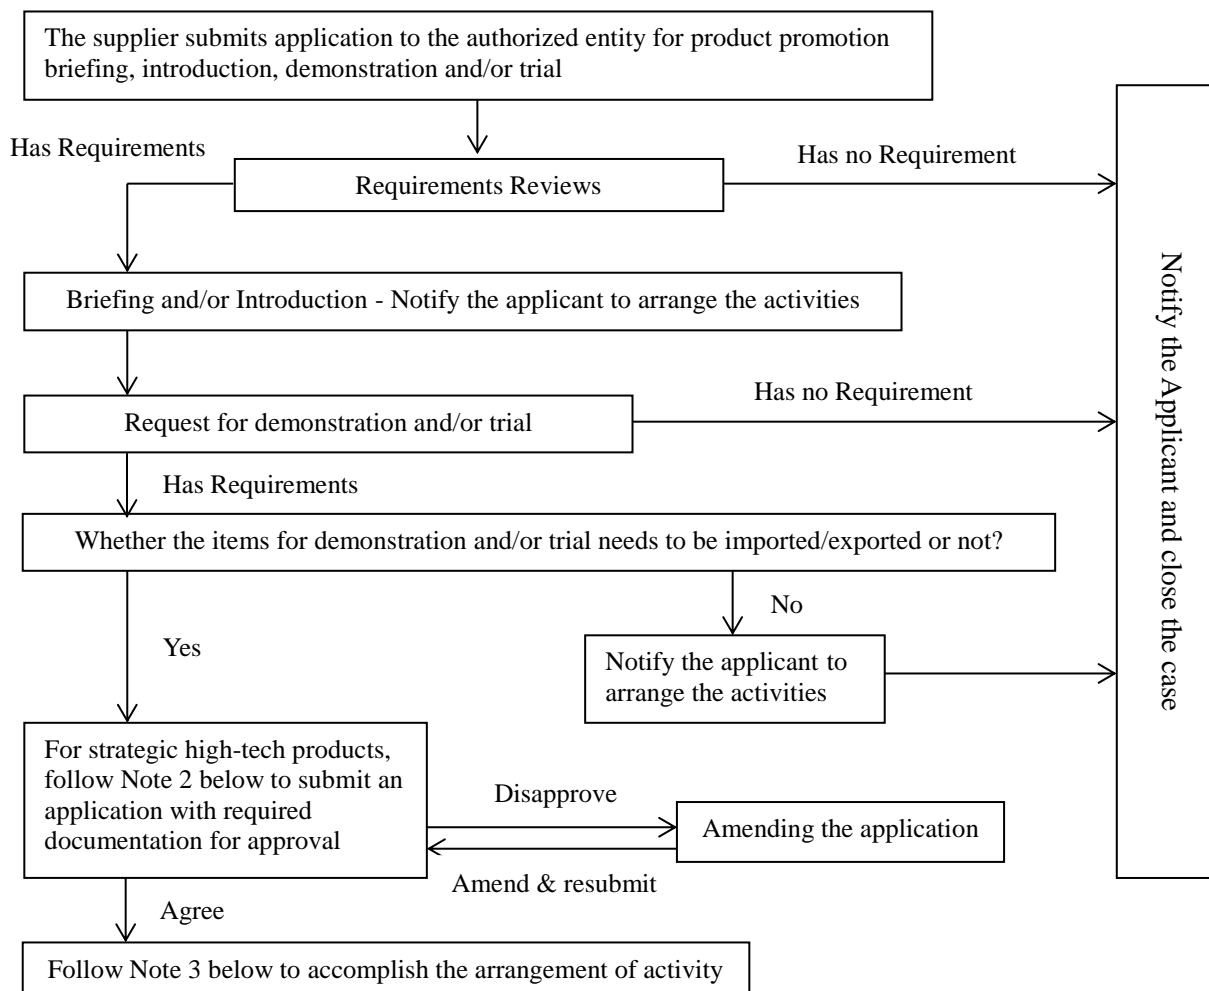 The supplier submits application to the authorized entity for product promotion
briefing, introduction, demonstration and/or trial
Has Requirements
Has no Requirement
Requirements Reviews
Briefing and/or Introduction - Notify the applicant to arrange the activities
Has no Requirement
Request for demonstration and/or trial
Has Requirements
Whether the items for demonstration and/or trial needs to be imported/exported or not?
No
Yes
Notify the applicant to
arrange the activities
For strategic high-tech products,
follow Note 2 below to submit an
application with required
documentation for approval
Disapprove
Amending the application
Amend & resubmit
Agree
Follow Note 3 below to accomplish the arrangement of activity
Notify the Applicant and close the case